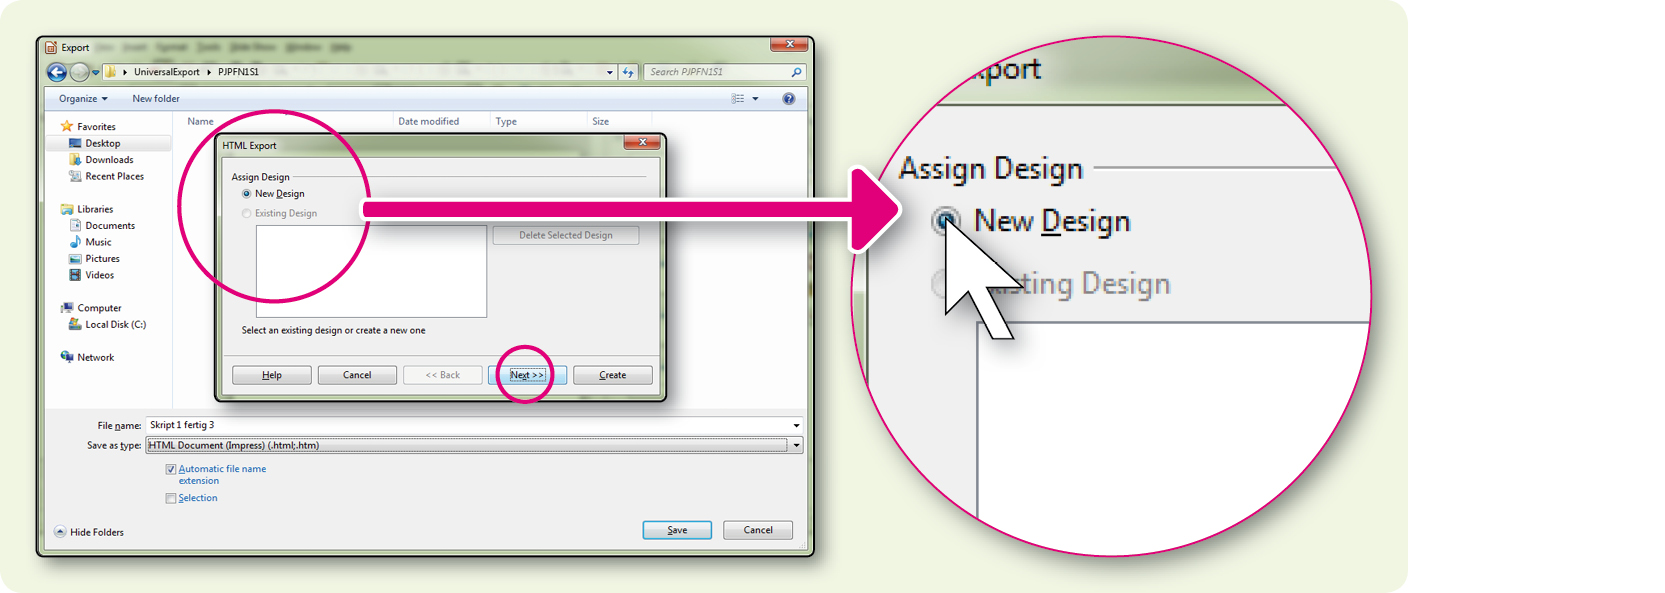 Export
UniversalExport PJPFN1S1
Search PJPFN1S1
Organize
New folder
Favorites
Desktop
Downloads
Recent Places
Libraries
Documents
Music
Pictures
Videos
Computer
Local Disk (C:)
Network
Name
Date modified
Type
Size
HTML Export
Assign Design
New Design
Existing Design
Delete Selected Design
Select an existing design or create a new one
Help
Cancel
<< Back
Next >>
Create
File name: Skript 1 fertig 3
Save as type: HTML Document (Impress) (.html;.htm)
Automatic file name
extension
Selection
Hide Folders
Save
Cancel
xport
Assign Design
New Design
isting Design